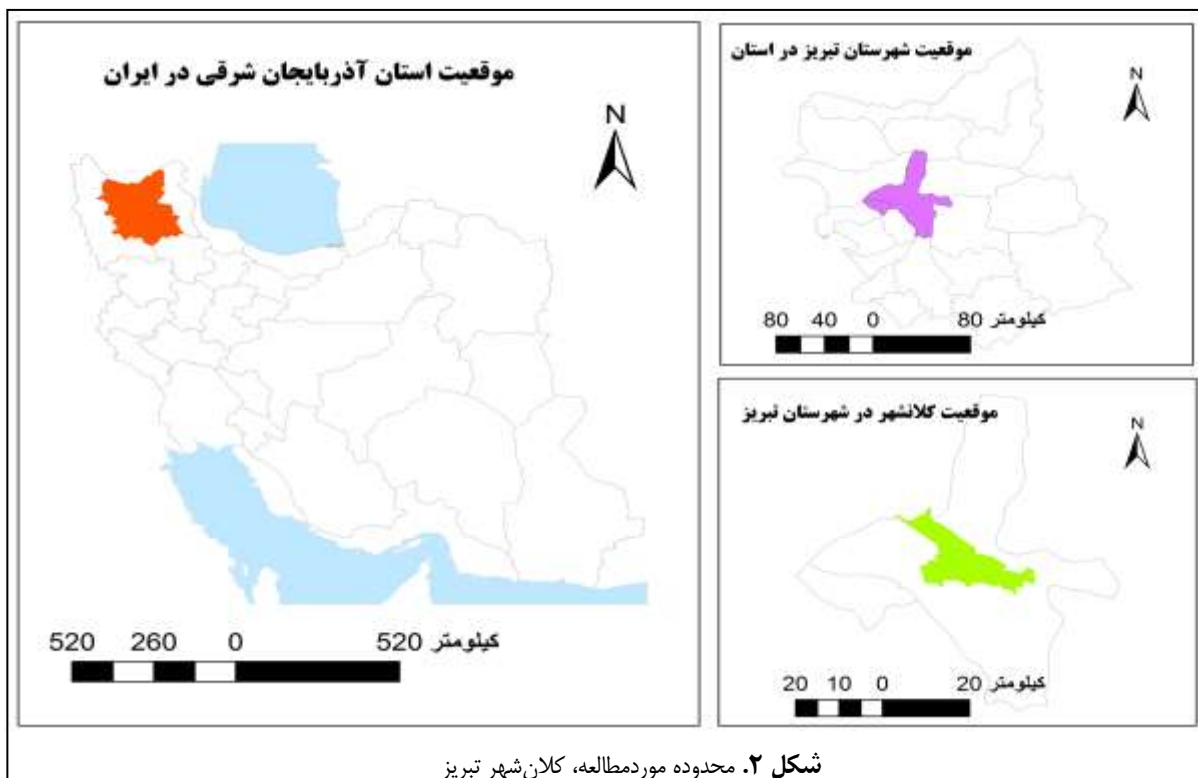 موقعیت استان آذربایجان شرقی در ایران
N
520 260 0 520 کیلومتر
موقعیت شهرستان تبریز در استان
N
80 40 0 80 کیلومتر
موقعیت کلانشهر در شهرستان تبریز
N
20 10 0 20 کیلومتر
شکل ۲. محدوده موردمطالعه، کلان‌شهر تبریز